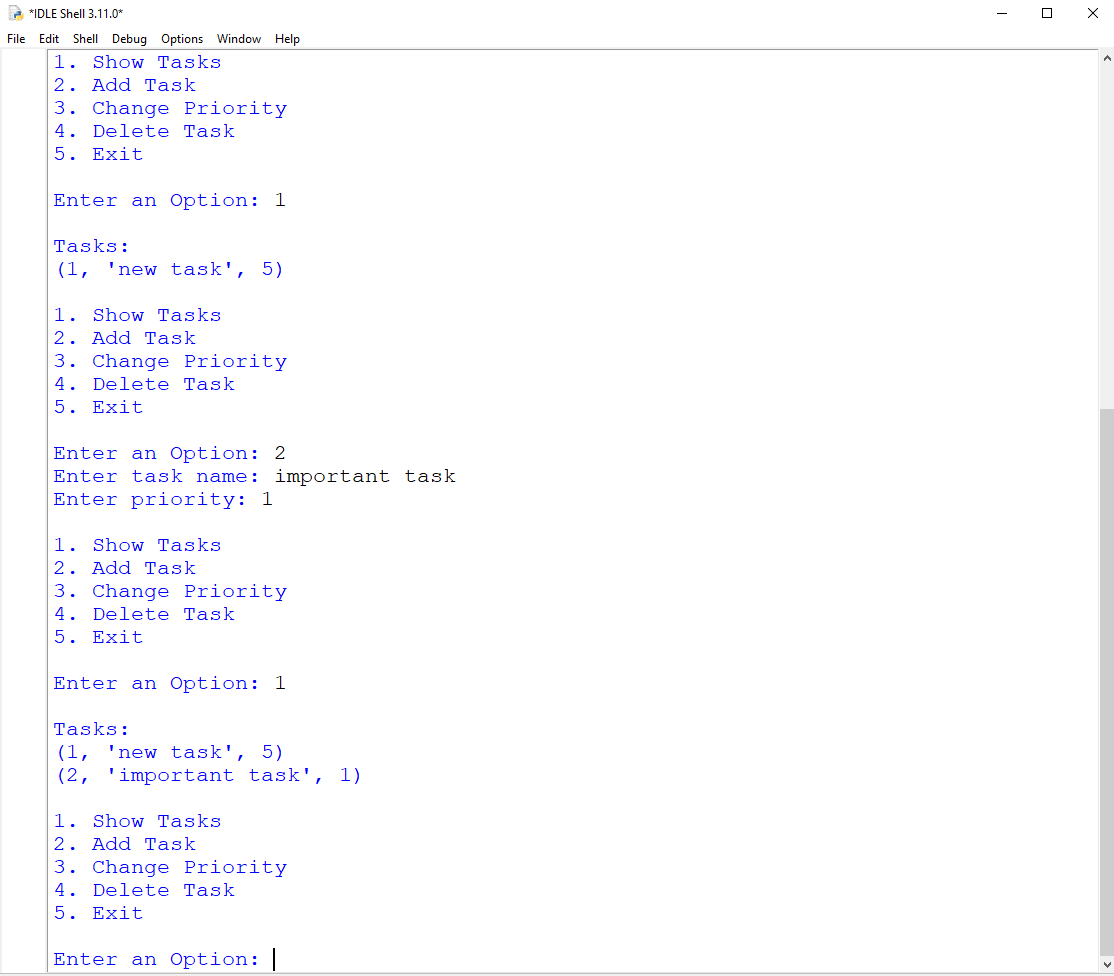 *IDLE Shell 3.11.0*
File Edit Shell Debug Options Window Help
1. Show Tasks
2. Add Task
3. Change Priority
4. Delete Task
5. Exit
Enter an Option: 1
Tasks:
(1, 'new task', 5)
1. Show Tasks
2. Add Task
3. Change Priority
4. Delete Task
5. Exit
Enter an Option: 2
Enter task name: important task
Enter priority: 1
1. Show Tasks
2. Add Task
3. Change Priority
4. Delete Task
5. Exit
Enter an Option: 1
Tasks:
(1, 'new task', 5)
(2, 'important task', 1)
1. Show Tasks
2. Add Task
3. Change Priority
4. Delete Task
5. Exit
Enter an Option: